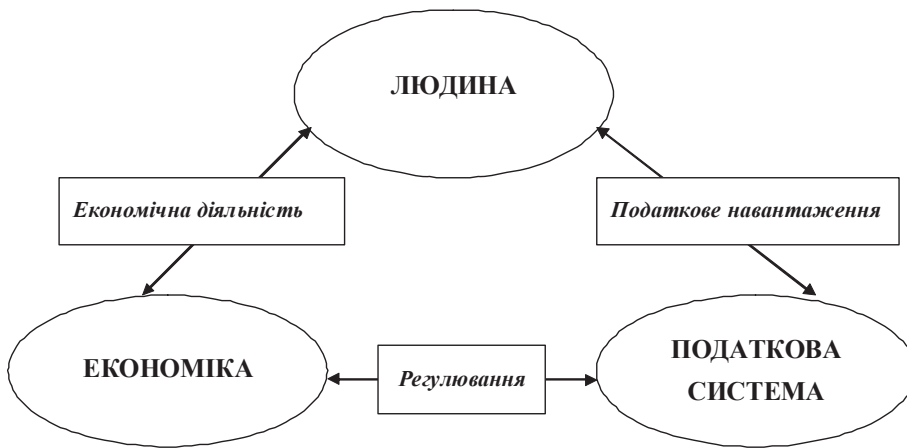 ЛЮДИНА
Економічна діяльність
Податкове навантаження
ЕКОНОМІКА
Регулювання
ПОДАТКОВА
СИСТЕМА